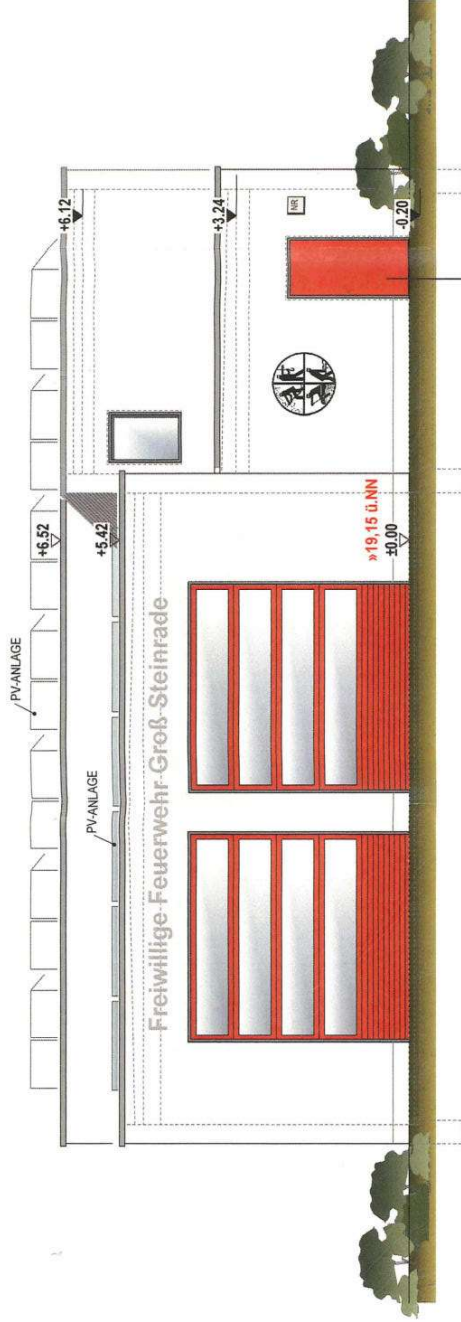 PV-ANLAGE
+6.52
+6.12
PV-ANLAGE
+5.42
Freiwillige Feuerwehr Groß Steinrade
+3.24
NR
»19,15 ü.NN
±0.00
-0.20